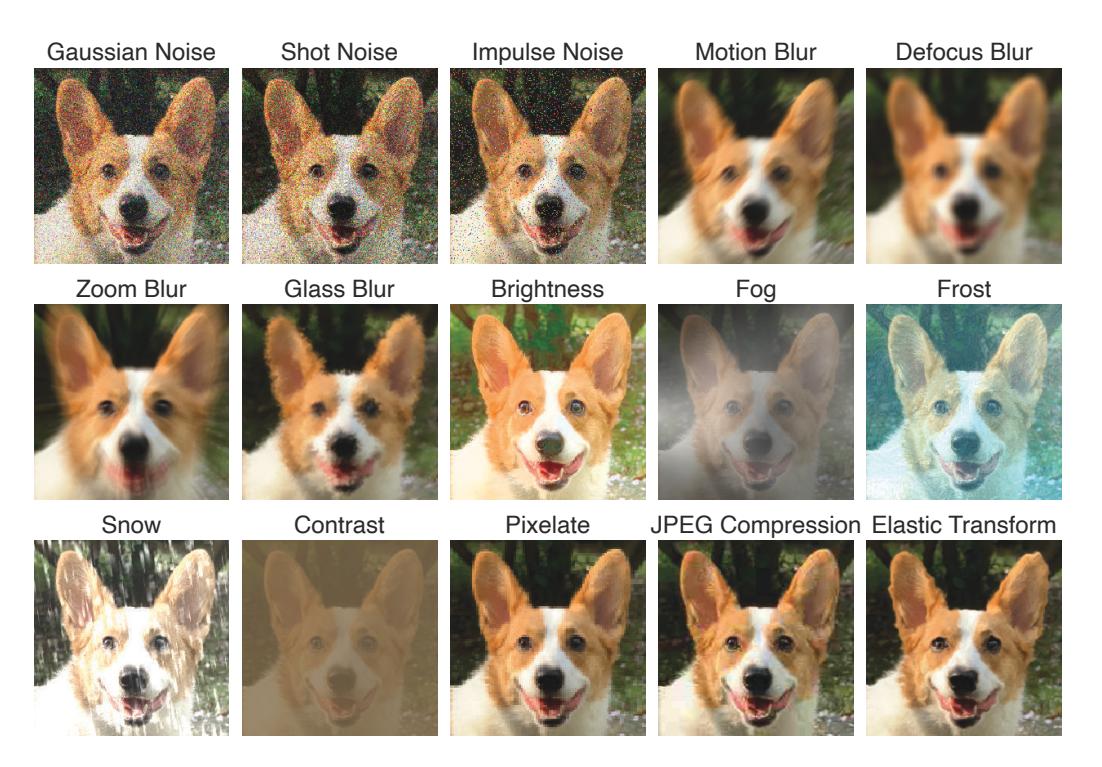 Gaussian Noise
Shot Noise
Impulse Noise
Motion Blur
Defocus Blur
Zoom Blur
Glass Blur
Brightness
Fog
Frost
Snow
Contrast
Pixelate
JPEG Compression
Elastic Transform